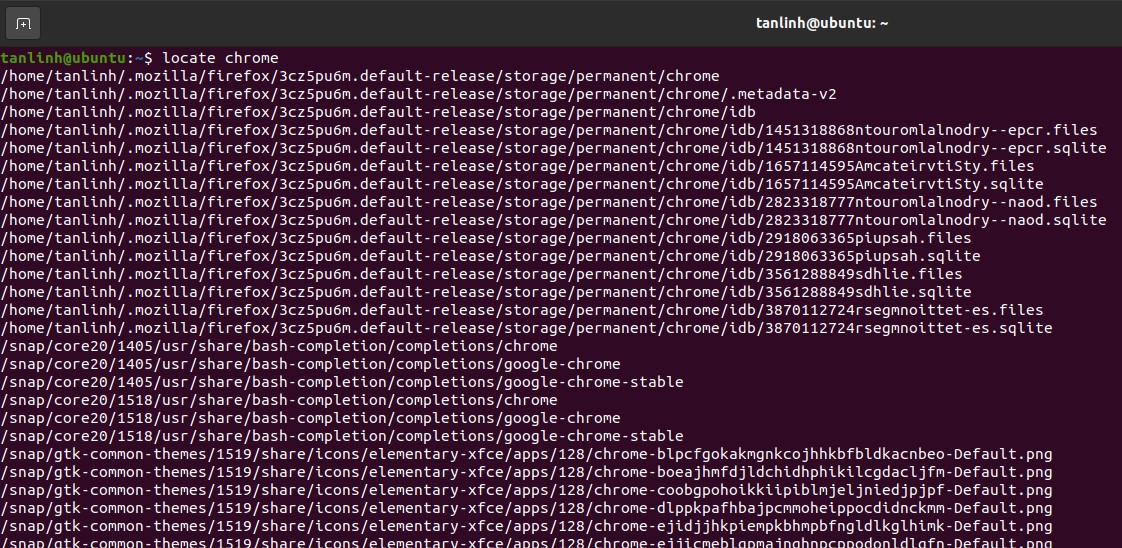 tanlinh@ubuntu: ~
tanlinh@ubuntu:~$ locate chrome
/home/tanlinh/.mozilla/firefox/3cz5pu6m.default-release/storage/permanent/chrome
/home/tanlinh/.mozilla/firefox/3cz5pu6m.default-release/storage/permanent/chrome/.metadata-v2
/home/tanlinh/.mozilla/firefox/3cz5pu6m.default-release/storage/permanent/chrome/idb
/home/tanlinh/.mozilla/firefox/3cz5pu6m.default-release/storage/permanent/chrome/idb/1451318868ntouromlalnodry--epcr.files
/home/tanlinh/.mozilla/firefox/3cz5pu6m.default-release/storage/permanent/chrome/idb/1451318868ntouromlalnodry--epcr.sqlite
/home/tanlinh/.mozilla/firefox/3cz5pu6m.default-release/storage/permanent/chrome/idb/1657114595AmcateirvtiSty.files
/home/tanlinh/.mozilla/firefox/3cz5pu6m.default-release/storage/permanent/chrome/idb/1657114595AmcateirvtiSty.sqlite
/home/tanlinh/.mozilla/firefox/3cz5pu6m.default-release/storage/permanent/chrome/idb/2823318777ntouromlalnodry--naod.files
/home/tanlinh/.mozilla/firefox/3cz5pu6m.default-release/storage/permanent/chrome/idb/2823318777ntouromlalnodry--naod.sqlite
/home/tanlinh/.mozilla/firefox/3cz5pu6m.default-release/storage/permanent/chrome/idb/2918063365piupsah.files
/home/tanlinh/.mozilla/firefox/3cz5pu6m.default-release/storage/permanent/chrome/idb/2918063365piupsah.sqlite
/home/tanlinh/.mozilla/firefox/3cz5pu6m.default-release/storage/permanent/chrome/idb/3561288849sdhlie.files
/home/tanlinh/.mozilla/firefox/3cz5pu6m.default-release/storage/permanent/chrome/idb/3561288849sdhlie.sqlite
/home/tanlinh/.mozilla/firefox/3cz5pu6m.default-release/storage/permanent/chrome/idb/3870112724rsegmnoittet-es.files
/home/tanlinh/.mozilla/firefox/3cz5pu6m.default-release/storage/permanent/chrome/idb/3870112724rsegmnoittet-es.sqlite
/snap/core20/1405/usr/share/bash-completion/completions/chrome
/snap/core20/1405/usr/share/bash-completion/completions/google-chrome
/snap/core20/1405/usr/share/bash-completion/completions/google-chrome-stable
/snap/core20/1518/usr/share/bash-completion/completions/chrome
/snap/core20/1518/usr/share/bash-completion/completions/google-chrome
/snap/core20/1518/usr/share/bash-completion/completions/google-chrome-stable
/snap/gtk-common-themes/1519/share/icons/elementary-xfce/apps/128/chrome-blpcfgokakmgnkcojhhkbfbldkacnbeo-Default.png
/snap/gtk-common-themes/1519/share/icons/elementary-xfce/apps/128/chrome-boeajhmfdjldchidhphikilcgdacljfm-Default.png
/snap/gtk-common-themes/1519/share/icons/elementary-xfce/apps/128/chrome-coobgpohoikkiipiblmjeljniedjpjpf-Default.png
/snap/gtk-common-themes/1519/share/icons/elementary-xfce/apps/128/chrome-dlppkpafhbajpcmmoheippocdidnckmm-Default.png
/snap/gtk-common-themes/1519/share/icons/elementary-xfce/apps/128/chrome-ejidjjhkpiempkbhmpbfngldlkglhimk-Default.png
/snap/gtk-common-themes/1519/share/icons/elementary-xfce/apps/128/chrome-ejjicmeblgpmajnghnpcppodonldlgfn-Default.png